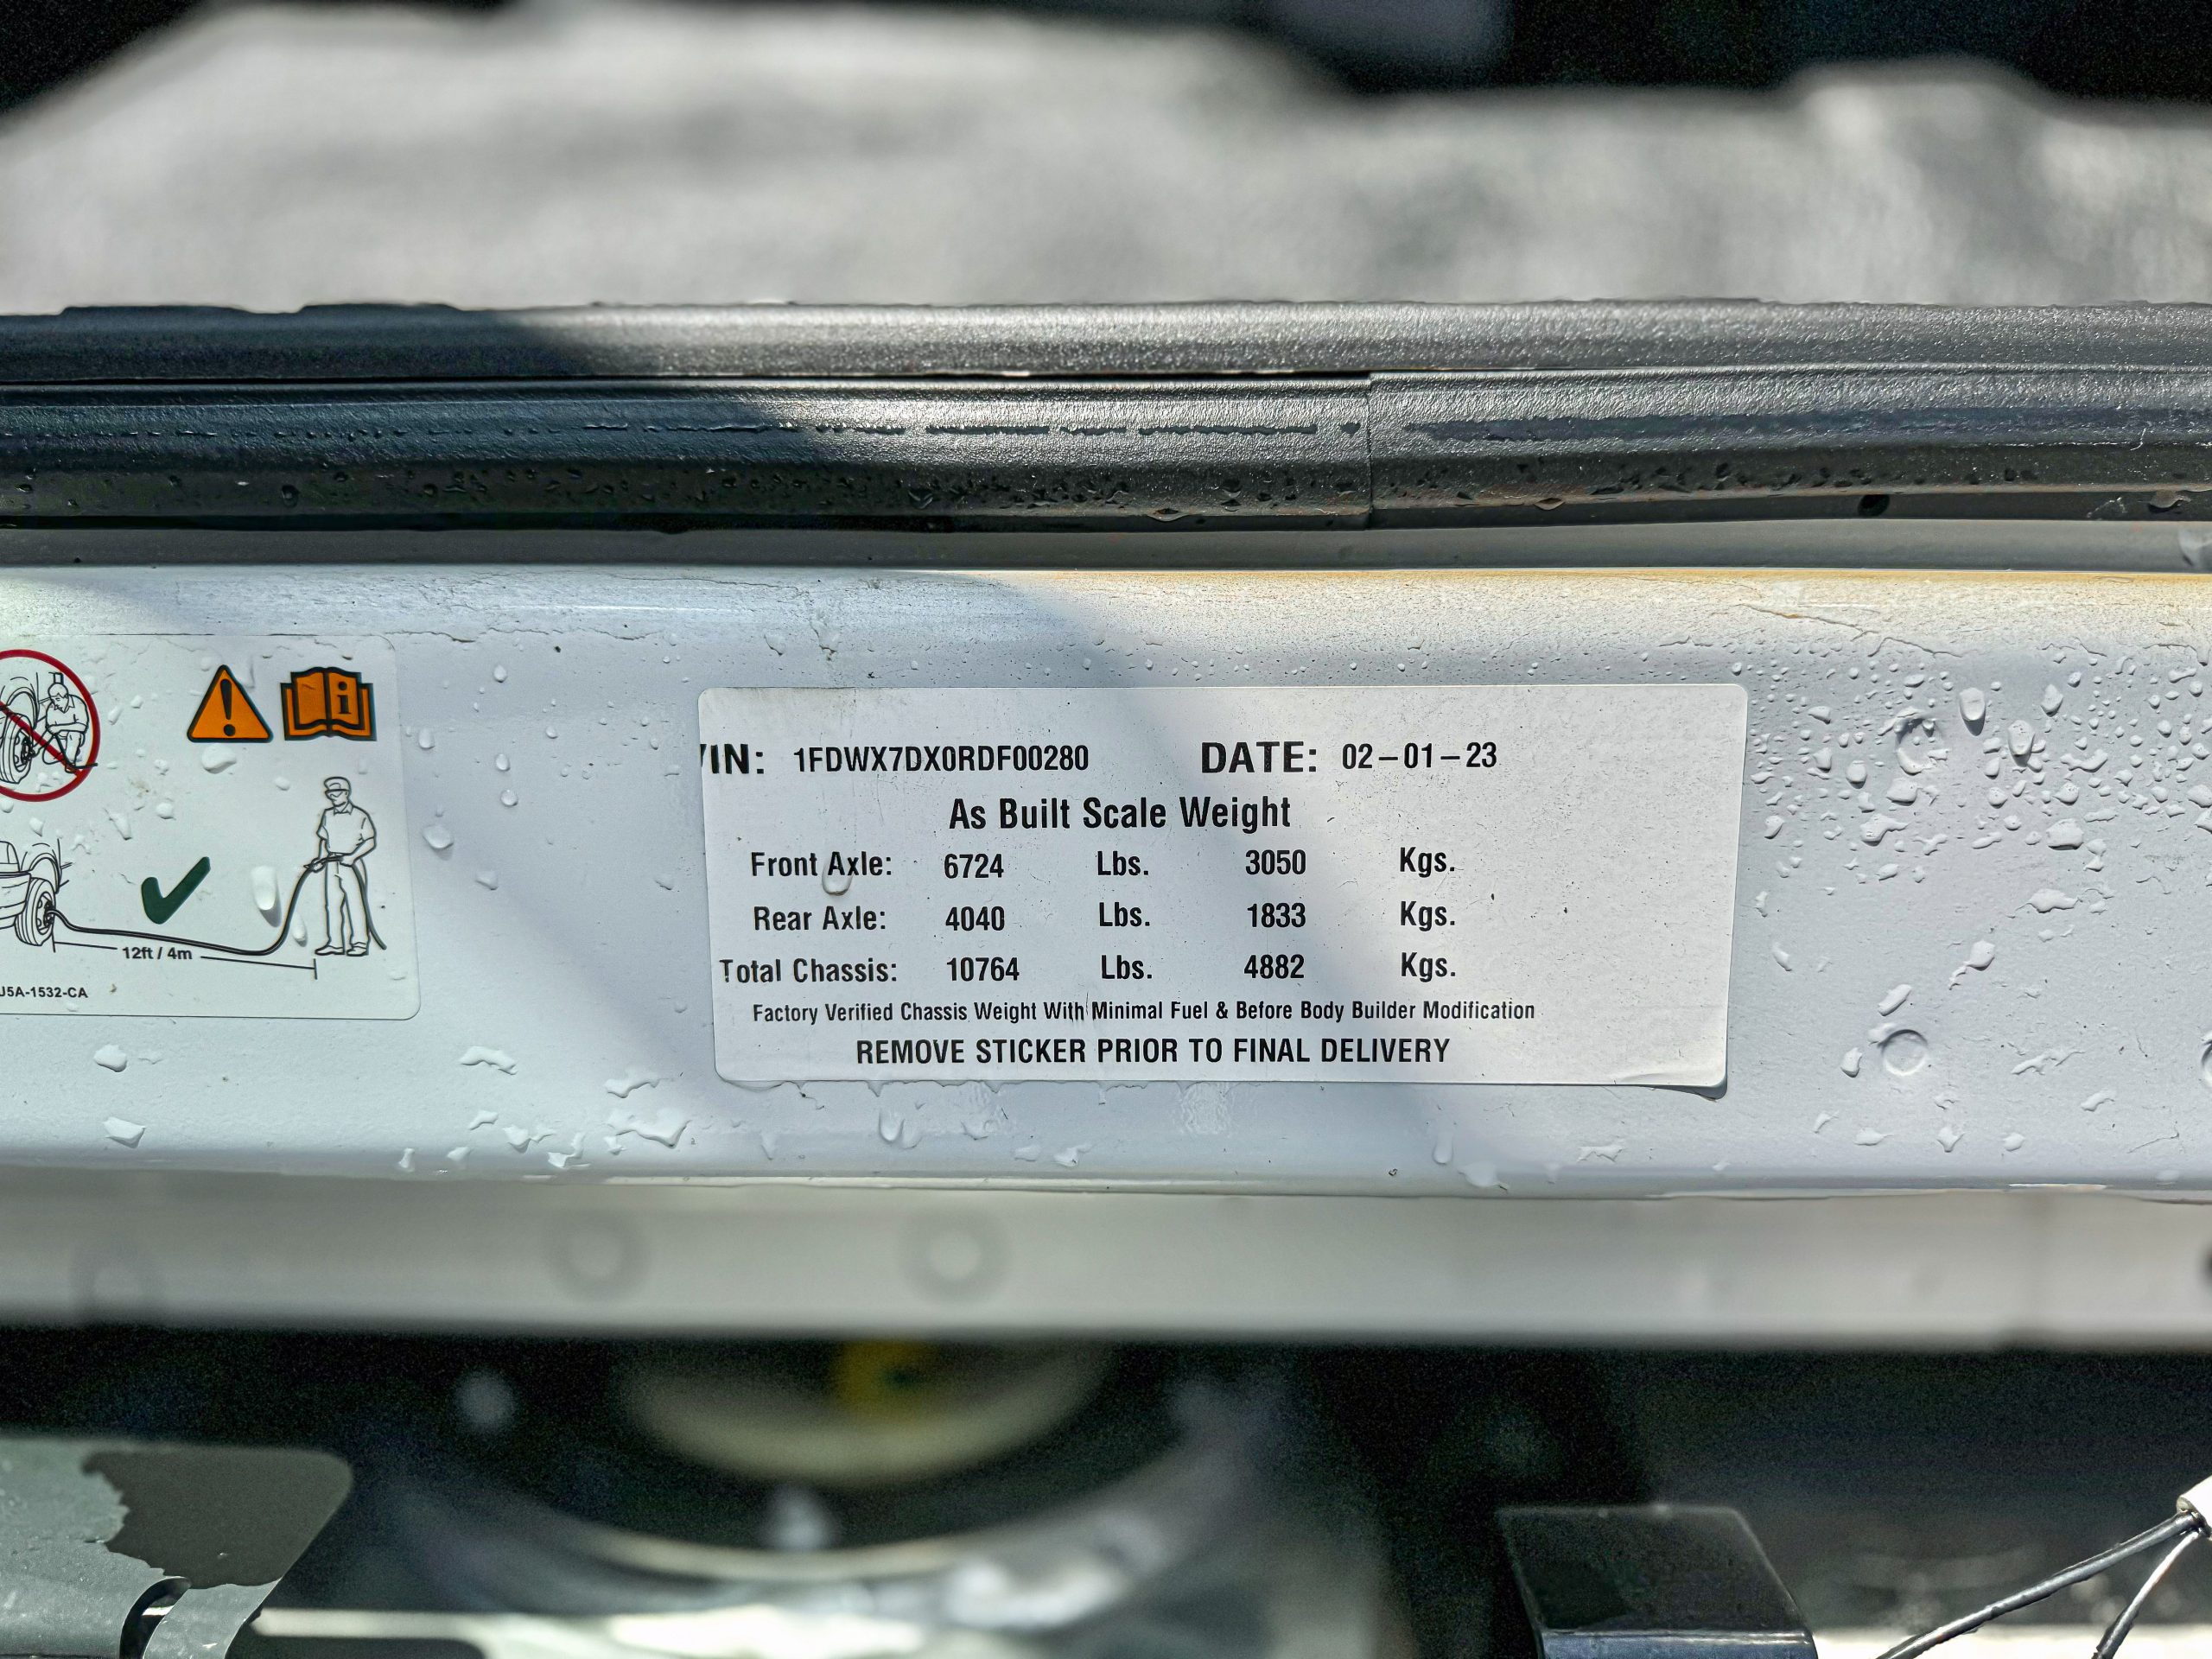 VIN: 1FDWX7DX0RDF00280 DATE: 02-01-23
As Built Scale Weight
Front Axle: 6724 Lbs. 3050 Kgs.
Rear Axle: 4040 Lbs. 1833 Kgs.
Total Chassis: 10764 Lbs. 4882 Kgs.
Factory Verified Chassis Weight With Minimal Fuel & Before Body Builder Modification
REMOVE STICKER PRIOR TO FINAL DELIVERY
12ft / 4m
J5A-1532-CA